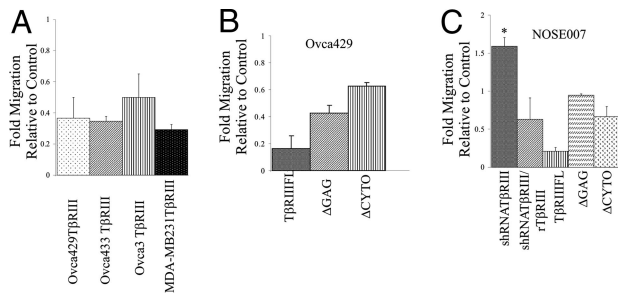 A
Fold Migration
Relative to Control
1
0.8
0.6
0.4
0.2
0
Ovca429TβRIII
Ovca433 TβRIII
Ovca3 TβRIII
MDA-MB231TβRIII
B
Ovca429
Fold Migration
Relative to Control
1
0.8
0.6
0.4
0.2
0
TβRIIIFL
ΔGAG
ΔCYTO
C
NOSE007
Fold Migration
Relative to Control
2
1.5
1
0.5
0
*
shRNATβRIII
shRNATβRIII/
rTβRIII
TβRIIIFL
ΔGAG
ΔCYTO